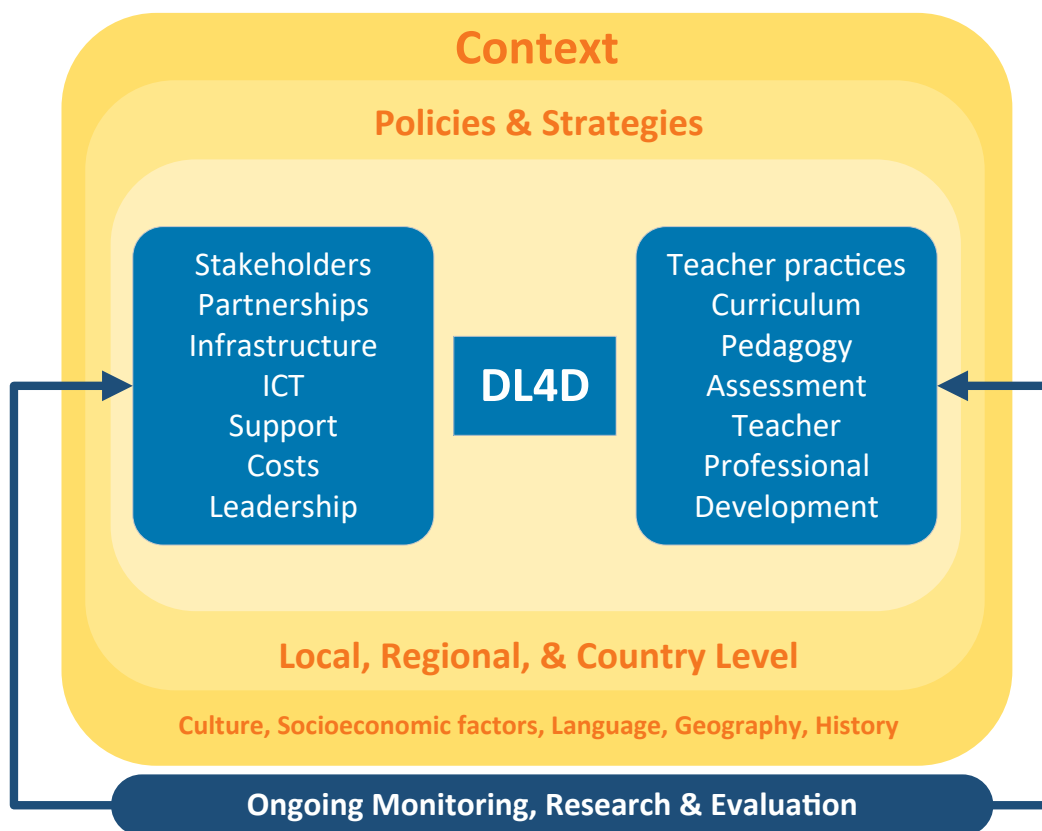 Context
Policies & Strategies
Stakeholders
Partnerships
Infrastructure
ICT
Support
Costs
Leadership
DL4D
Teacher practices
Curriculum
Pedagogy
Assessment
Teacher
Professional
Development
Local, Regional, & Country Level
Culture, Socioeconomic factors, Language, Geography, History
Ongoing Monitoring, Research & Evaluation